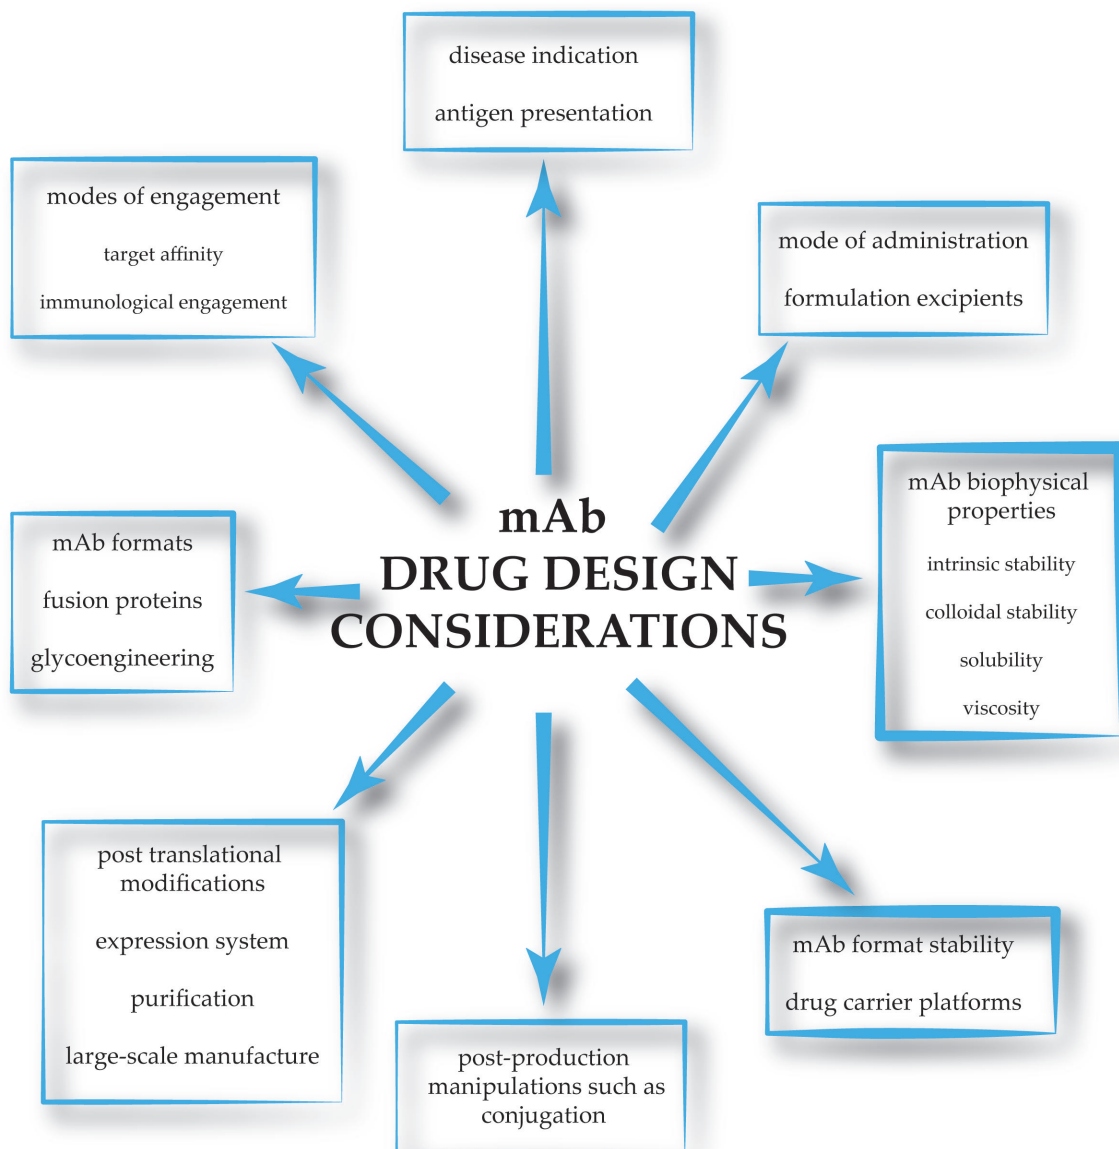 disease indication
antigen presentation
modes of engagement
target affinity
immunological engagement
mode of administration
formulation excipients
mAb
DRUG DESIGN
CONSIDERATIONS
mAb biophysical
properties
intrinsic stability
colloidal stability
solubility
viscosity
mAb formats
fusion proteins
glycoengineering
post translational
modifications
expression system
purification
large-scale manufacture
post-production
manipulations such as
conjugation
mAb format stability
drug carrier platforms